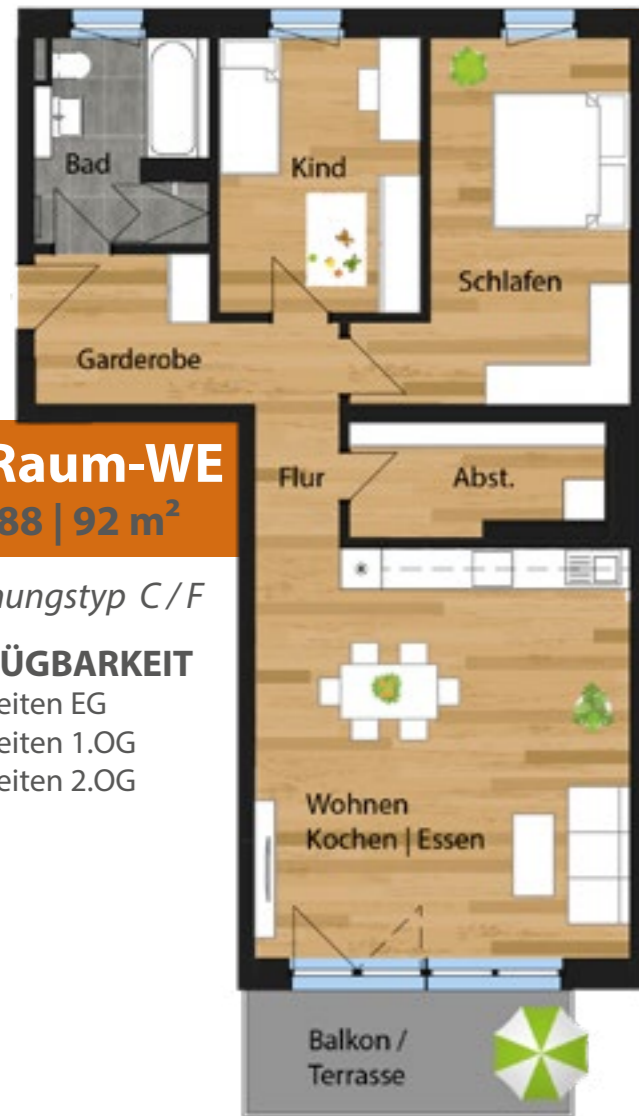 Bad
Kind
Schlafen
Garderobe
Flur
Abst.
Raum-WE
88 | 92 m²
nungstyp C / F
ÜGBARKEIT
eiten EG
eiten 1.OG
eiten 2.OG
Wohnen
Kochen | Essen
Balkon /
Terrasse